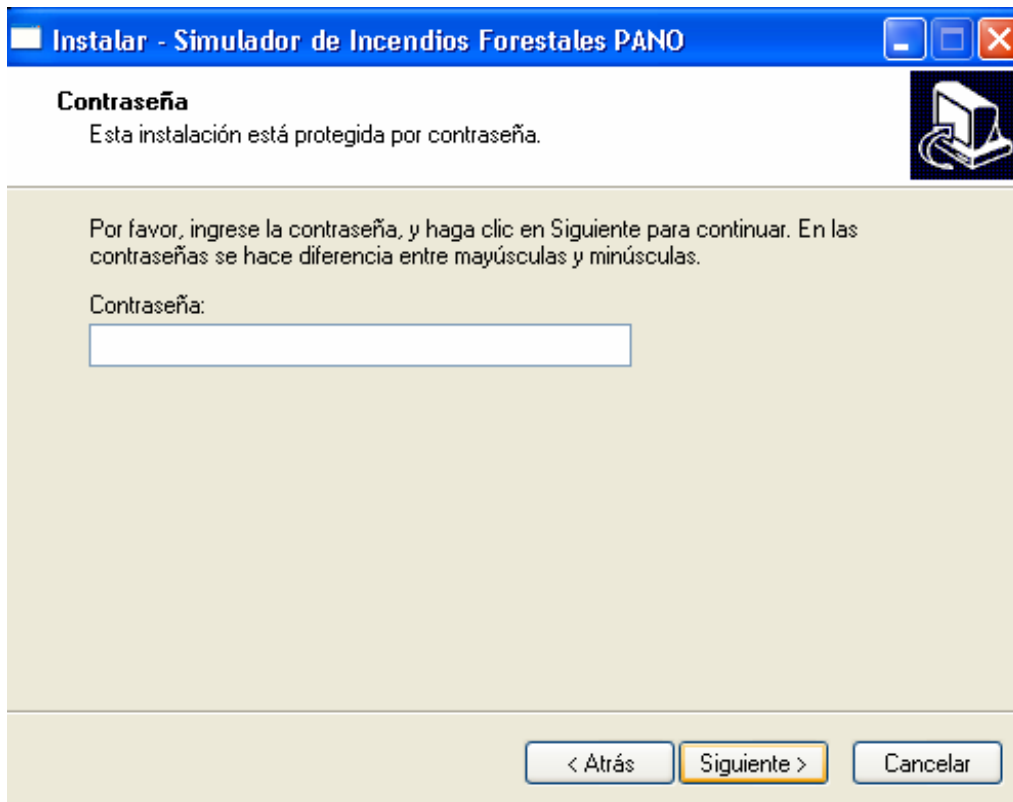 Instalar - Simulador de Incendios Forestales PANO
Contraseña
Esta instalación está protegida por contraseña.
Por favor, ingrese la contraseña, y haga clic en Siguiente para continuar. En las
contraseñas se hace diferencia entre mayúsculas y minúsculas.
Contraseña:
< Atrás
Siguiente >
Cancelar